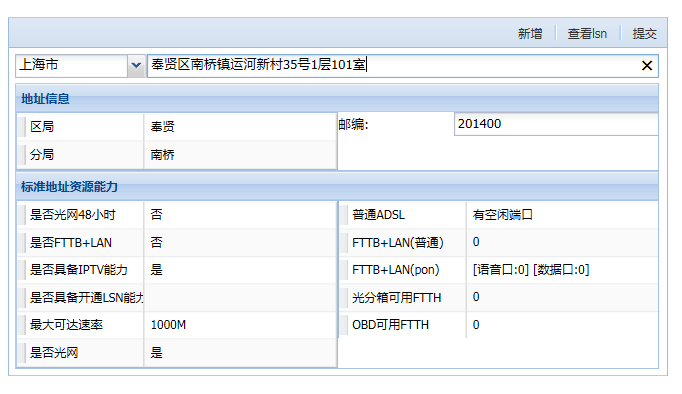 新增 查看lsn 提交
上海市 奉贤区南桥镇运河新村35号1层101室
地址信息
区局 奉贤 邮编: 201400
分局 南桥
标准地址资源能力
是否光网48小时 否 普通ADSL 有空闲端口
是否FTTB+LAN 否 FTTB+LAN(普通) 0
是否具备IPTV能力 是 FTTB+LAN(pon) [语音口:0] [数据口:0]
是否具备开通LSN能力 光分箱可用FTTH 0
最大可达速率 1000M OBD可用FTTH 0
是否光网 是